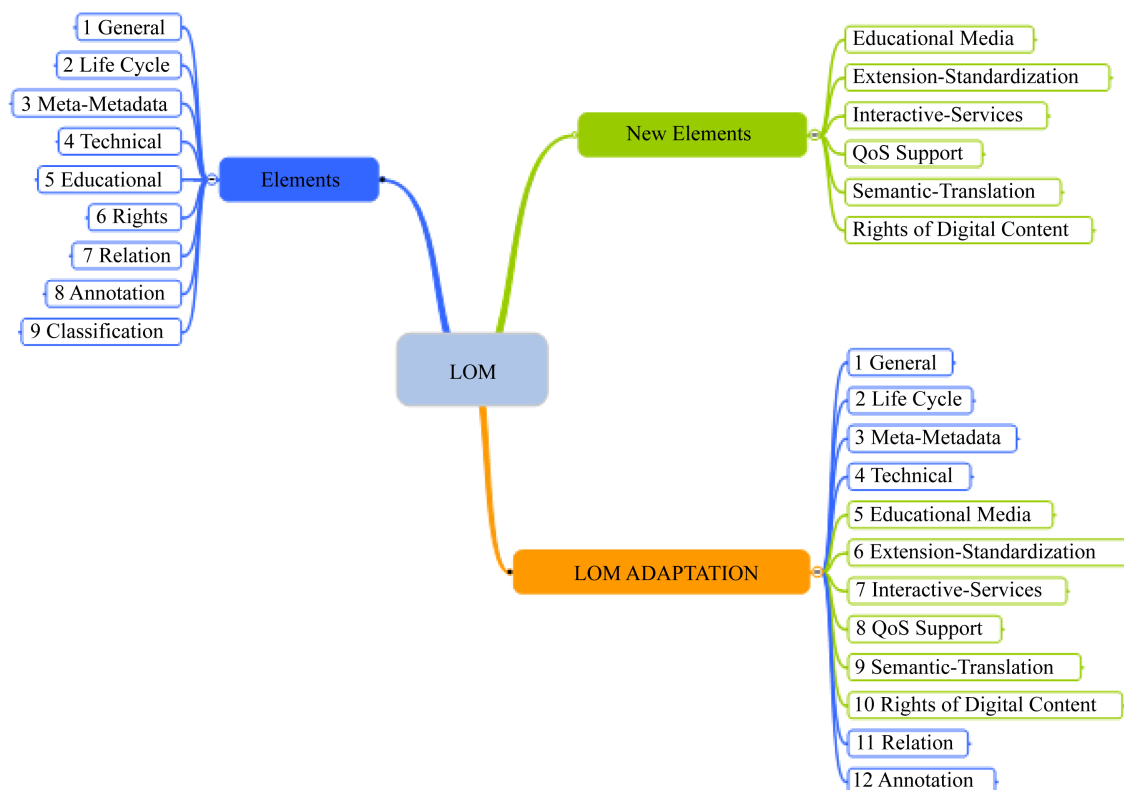 1 General
2 Life Cycle
3 Meta-Metadata
4 Technical
5 Educational
6 Rights
7 Relation
8 Annotation
9 Classification
Elements
LOM
New Elements
Educational Media
Extension-Standardization
Interactive-Services
QoS Support
Semantic-Translation
Rights of Digital Content
LOM ADAPTATION
1 General
2 Life Cycle
3 Meta-Metadata
4 Technical
5 Educational Media
6 Extension-Standardization
7 Interactive-Services
8 QoS Support
9 Semantic-Translation
10 Rights of Digital Content
11 Relation
12 Annotation